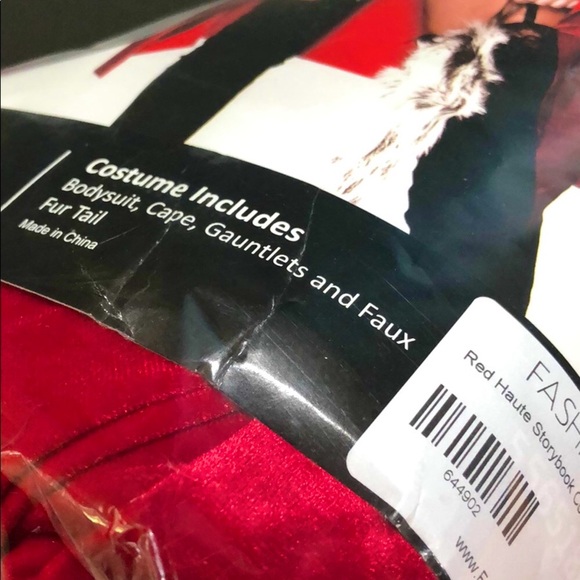 Costume Includes
Bodysuit, Cape, Gauntlets and Faux
Fur Tail
Made in China
FASH
Red Haute Storybook
644902
www.